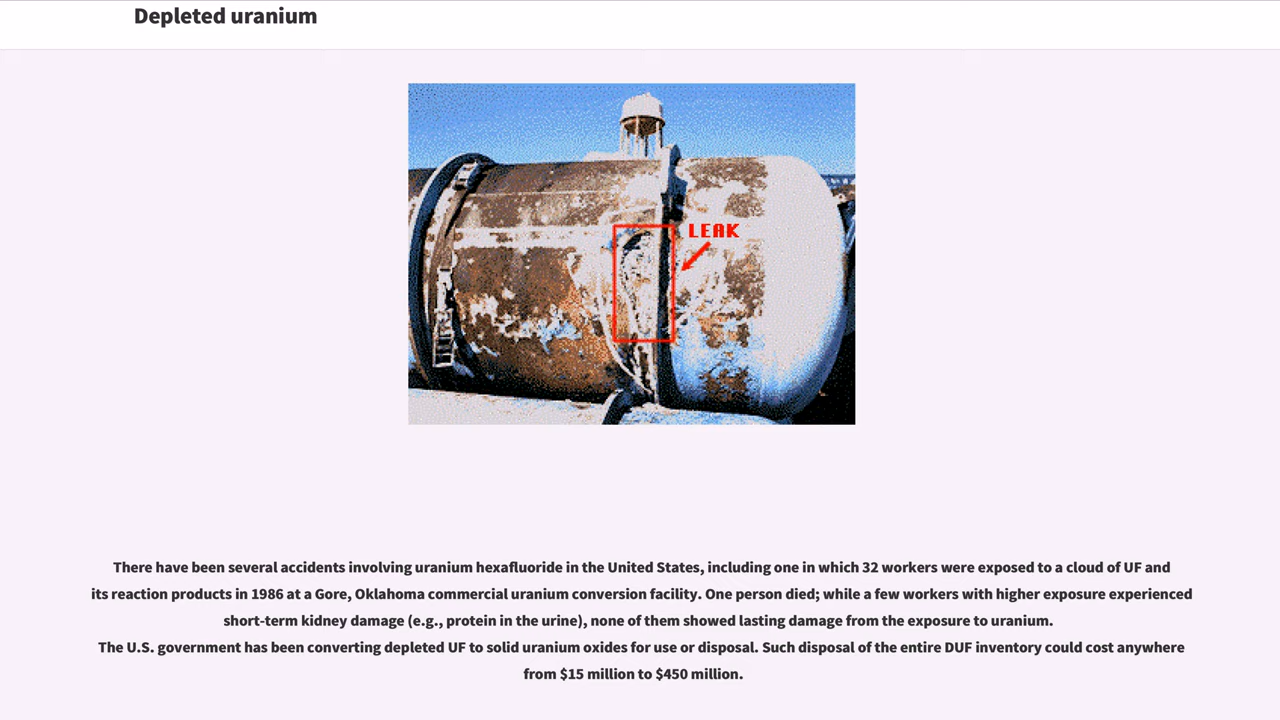 Depleted uranium
LEAK
There have been several accidents involving uranium hexafluoride in the United States, including one in which 32 workers were exposed to a cloud of UF and
its reaction products in 1986 at a Gore, Oklahoma commercial uranium conversion facility. One person died; while a few workers with higher exposure experienced
short-term kidney damage (e.g., protein in the urine), none of them showed lasting damage from the exposure to uranium.
The U.S. government has been converting depleted UF to solid uranium oxides for use or disposal. Such disposal of the entire DUF inventory could cost anywhere
from $15 million to $450 million.